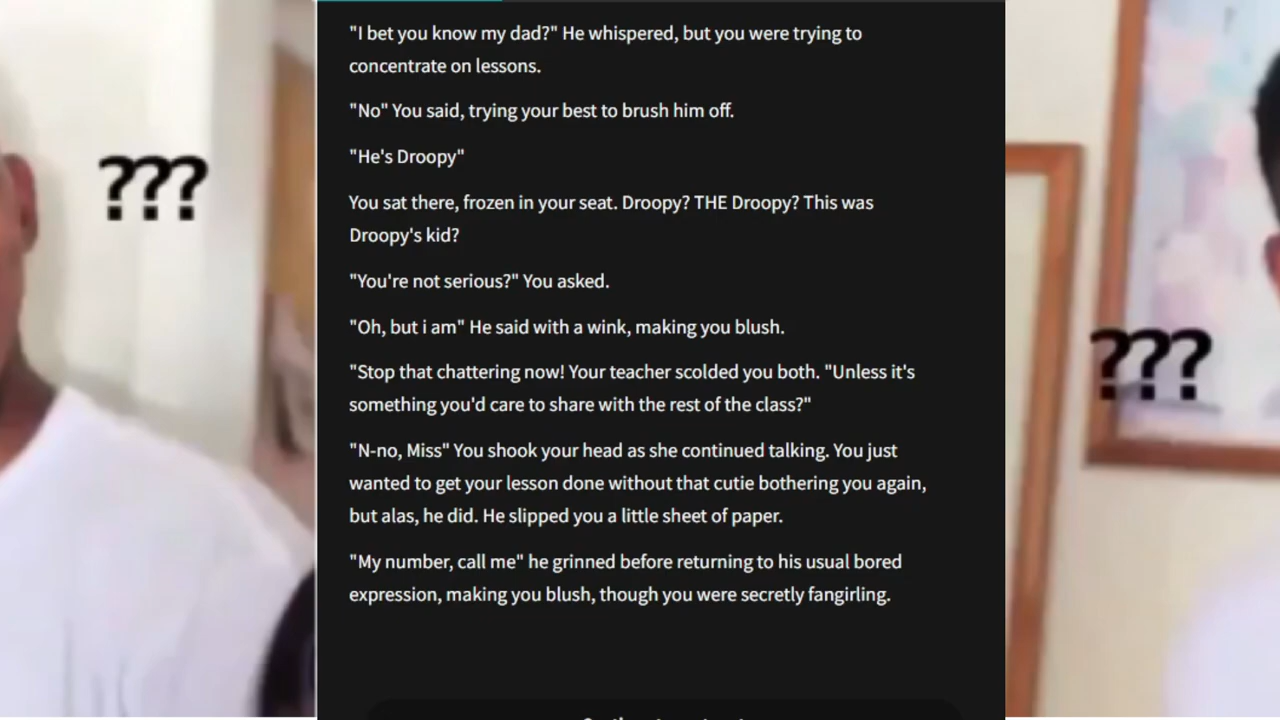 "I bet you know my dad?" He whispered, but you were trying to
concentrate on lessons.
"No" You said, trying your best to brush him off.
"He's Droopy"
You sat there, frozen in your seat. Droopy? THE Droopy? This was
Droopy's kid?
"You're not serious?" You asked.
"Oh, but i am" He said with a wink, making you blush.
"Stop that chattering now! Your teacher scolded you both. "Unless it's
something you'd care to share with the rest of the class?"
"N-no, Miss" You shook your head as she continued talking. You just
wanted to get your lesson done without that cutie bothering you again,
but alas, he did. He slipped you a little sheet of paper.
"My number, call me" he grinned before returning to his usual bored
expression, making you blush, though you were secretly fangirling.
???
???